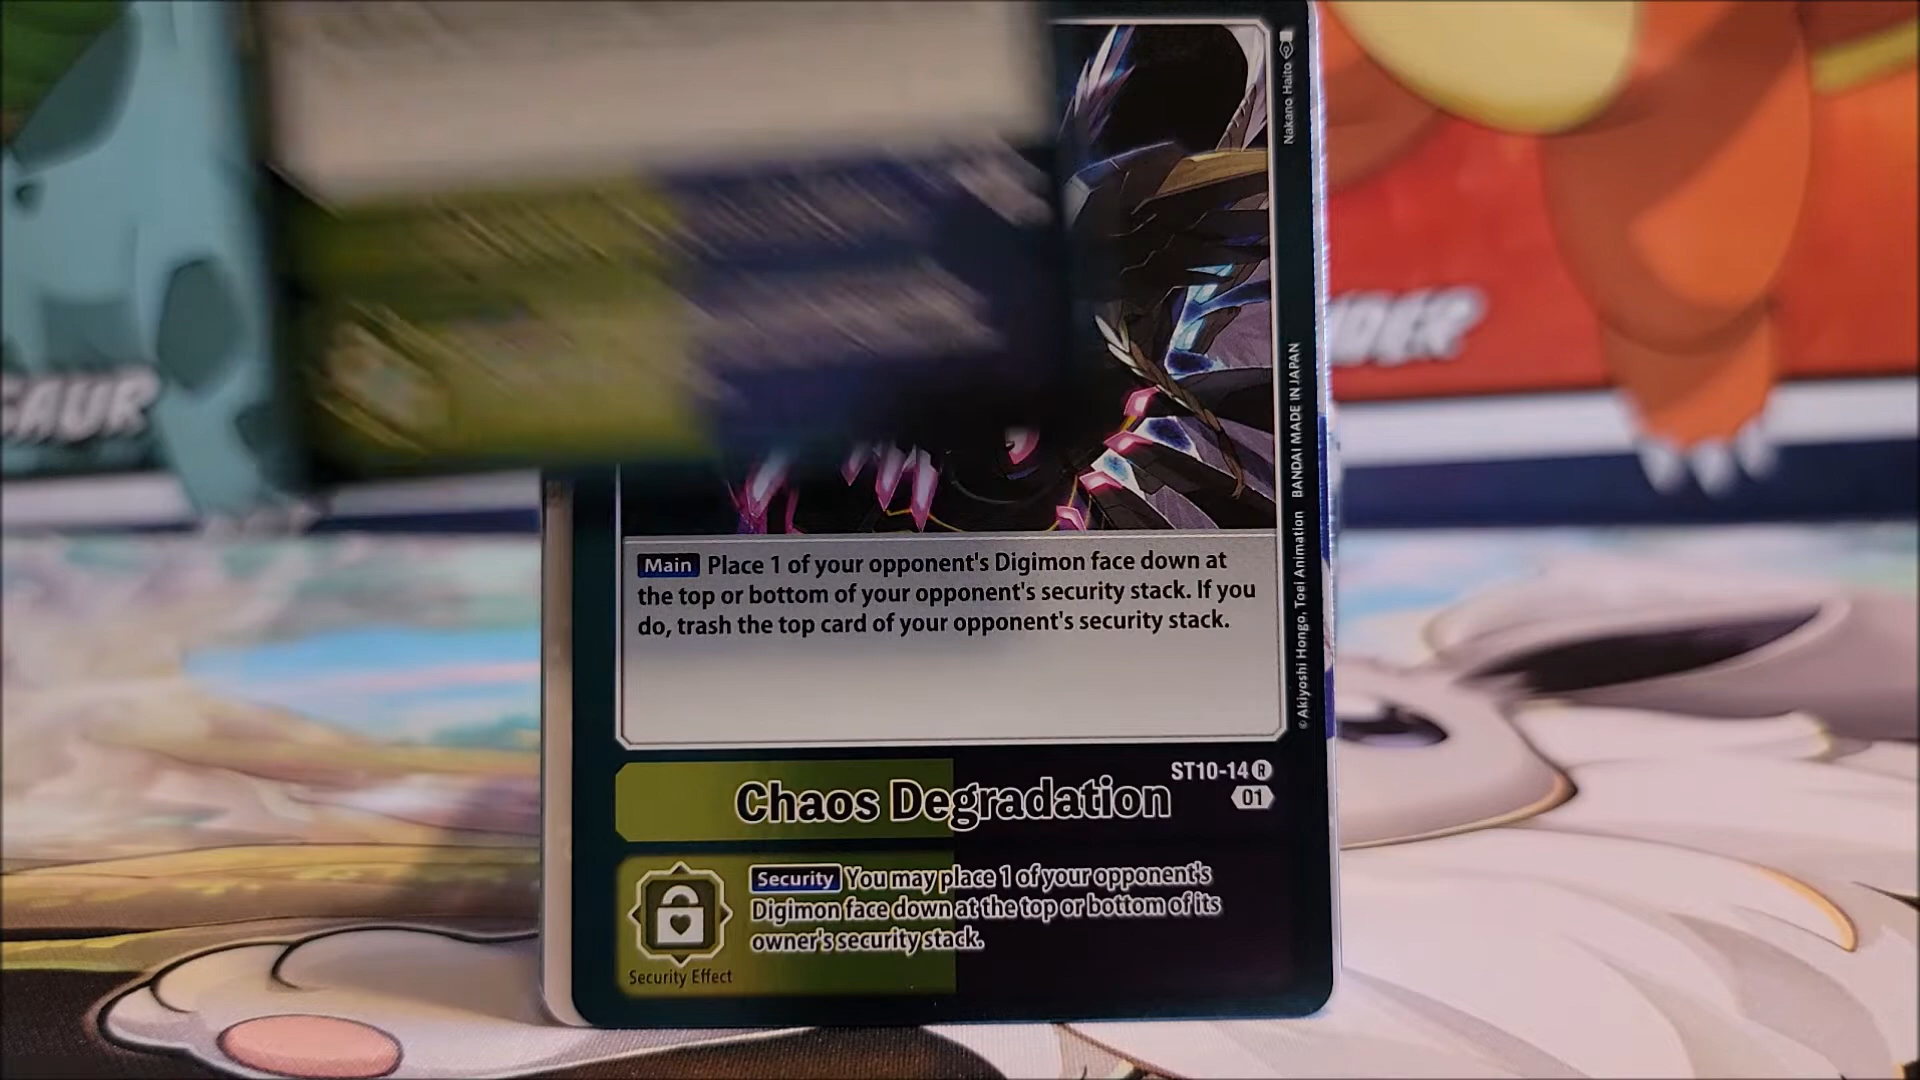 Nakano Haito
SAUR
DER
© Akiyoshi Hongo, Toei Animation BANDAI MADE IN JAPAN
Main Place 1 of your opponent's Digimon face down at
the top or bottom of your opponent's security stack. If you
do, trash the top card of your opponent's security stack.
ST10-14 R
01
Chaos Degradation
Security You may place 1 of your opponent's
Digimon face down at the top or bottom of its
owner's security stack.
Security Effect